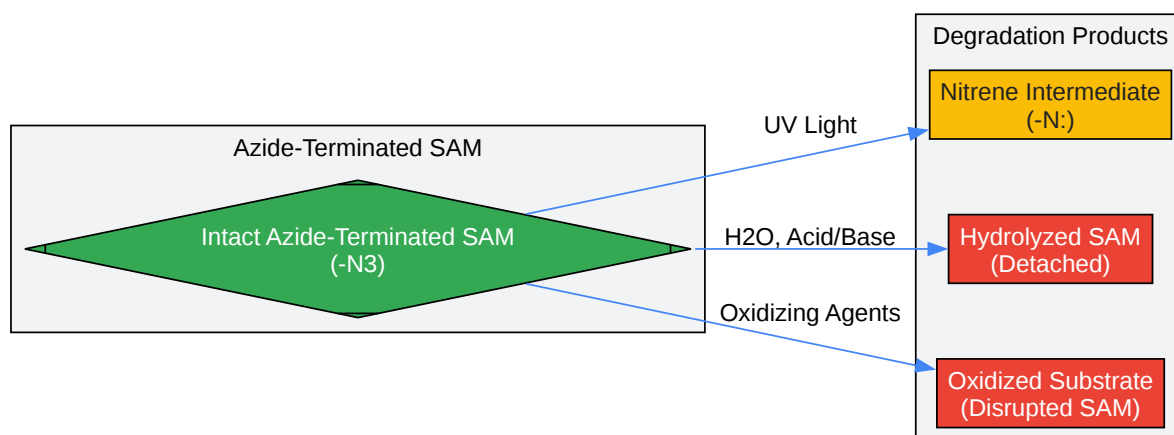 Degradation Products
Nitrene Intermediate
(-N:)
UV Light
Azide-Terminated SAM
Intact Azide-Terminated SAM
(-N3)
H2O, Acid/Base
Hydrolyzed SAM
(Detached)
Oxidizing Agents
Oxidized Substrate
(Disrupted SAM)